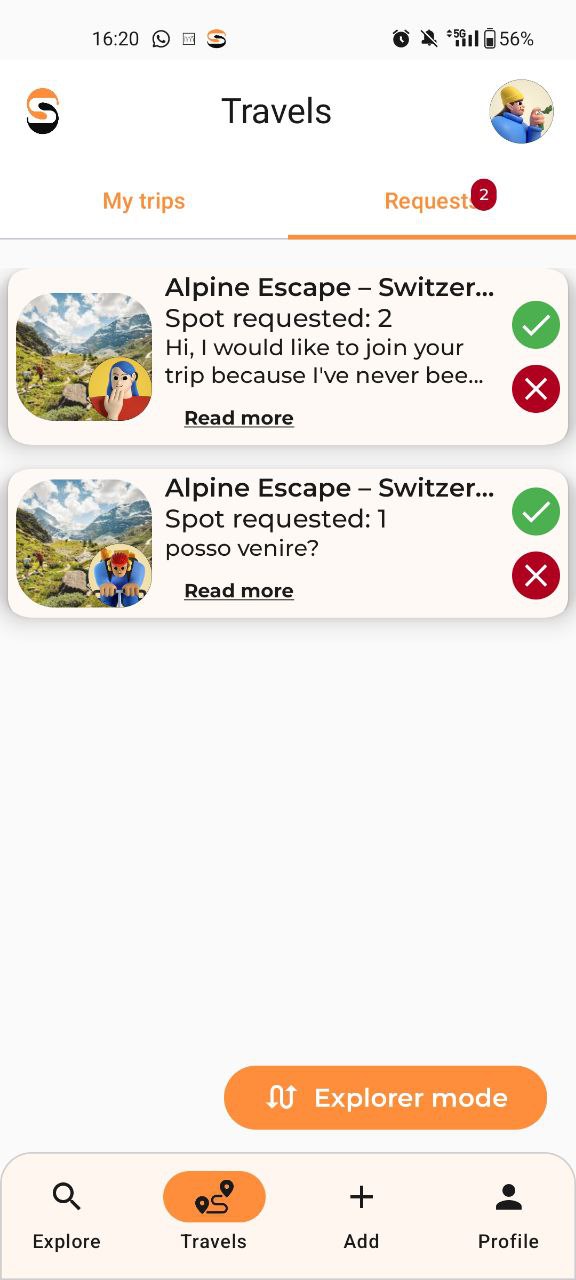 16:20
5G
56%
Travels
My trips
Requests
2
Alpine Escape – Switzer...
Spot requested: 2
Hi, I would like to join your
trip because I've never bee...
Read more
Alpine Escape – Switzer...
Spot requested: 1
posso venire?
Read more
Explorer mode
Explore
Travels
Add
Profile